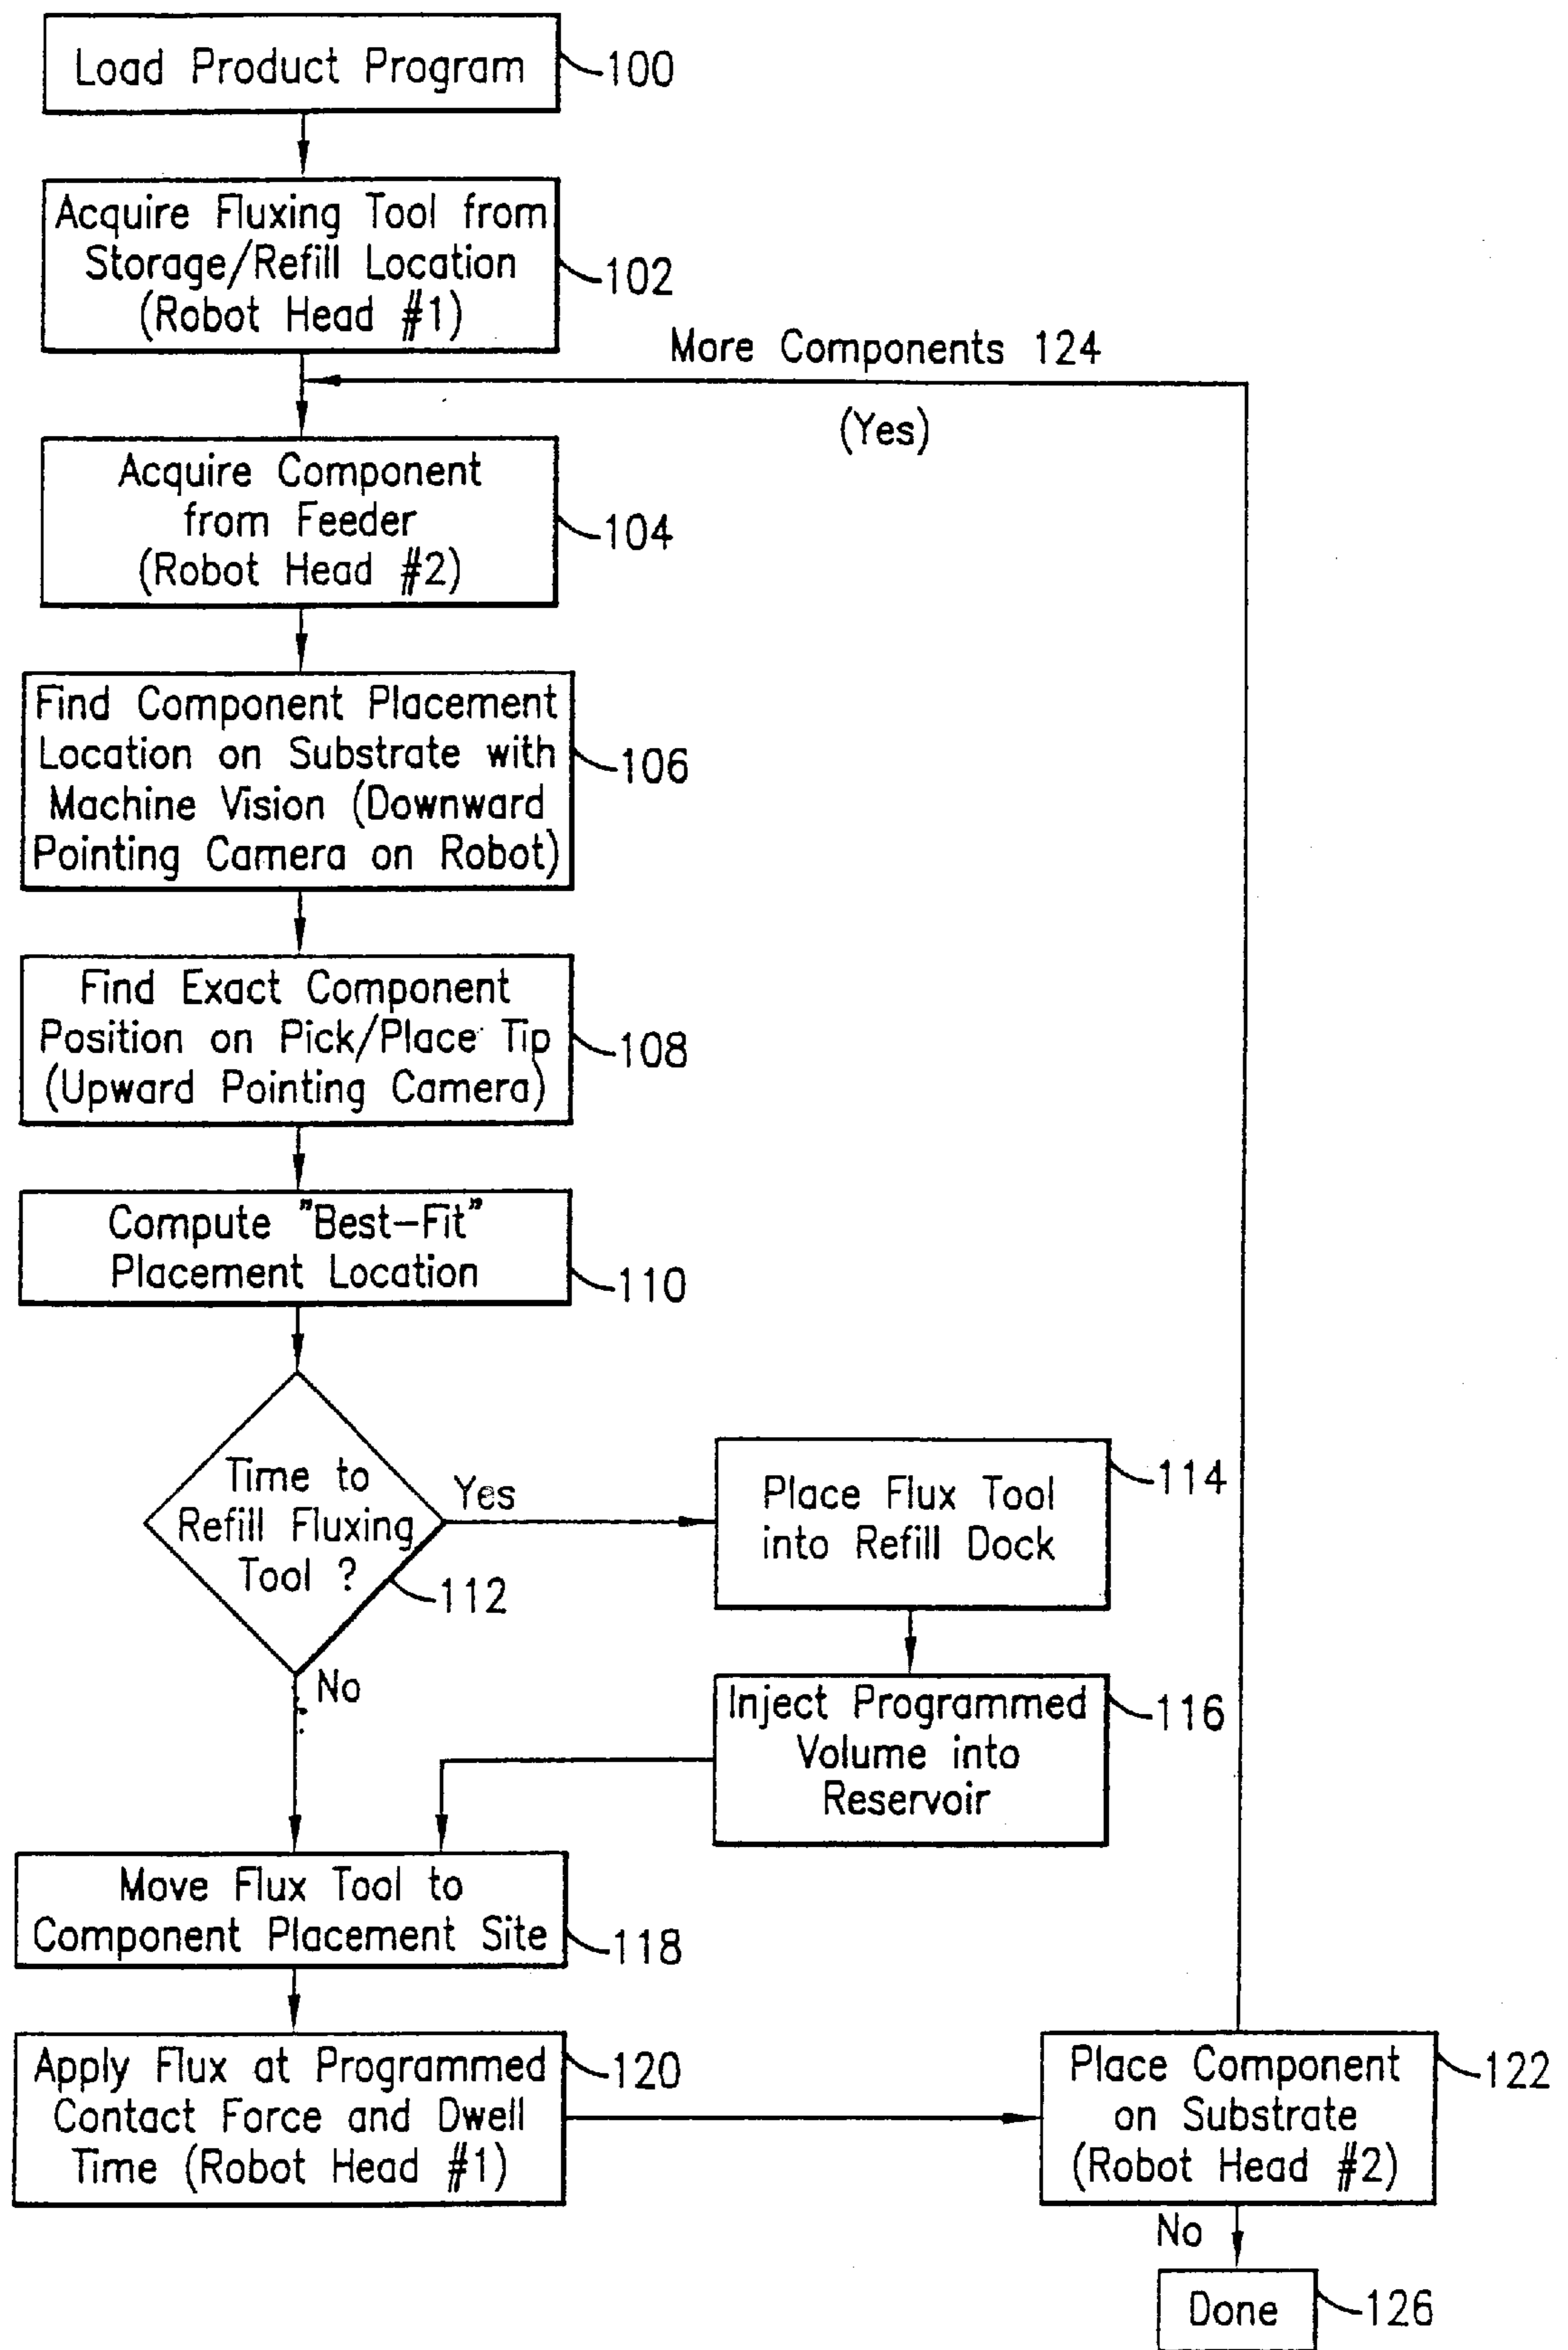 Load Product Program
100
Acquire Fluxing Tool from
Storage/Refill Location
(Robot Head #1)
102
More Components 124
(Yes)
Acquire Component
from Feeder
(Robot Head #2)
104
Find Component Placement
Location on Substrate with
Machine Vision (Downward
Pointing Camera on Robot)
106
Find Exact Component
Position on Pick/Place Tip
(Upward Pointing Camera)
108
Compute "Best-Fit"
Placement Location
110
Time to
Refill Fluxing
Tool ?
112
Yes
Place Flux Tool
into Refill Dock
114
No
Inject Programmed
Volume into
Reservoir
116
Move Flux Tool to
Component Placement Site
118
Apply Flux at Programmed
Contact Force and Dwell
Time (Robot Head #1)
120
Place Component
on Substrate
(Robot Head #2)
122
No
Done
126